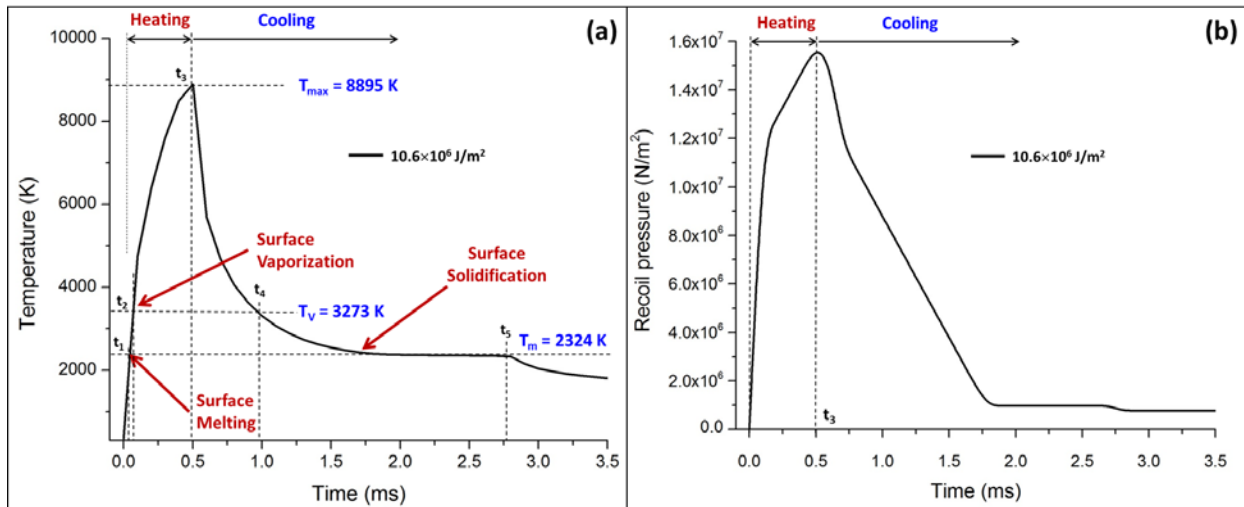 Heating
Cooling
(a)
10000
8000
6000
4000
2000
Temperature (K)
t3
Tmax = 8895 K
10.6×10⁶ J/m²
Surface
Vaporization
Surface
Solidification
t2
t4
TV = 3273 K
t1
t5
Tm = 2324 K
Surface
Melting
0.0
0.5
1.0
1.5
2.0
2.5
3.0
3.5
Time (ms)
Heating
Cooling
(b)
1.6x10⁷
1.4x10⁷
1.2x10⁷
1.0x10⁷
8.0x10⁶
6.0x10⁶
4.0x10⁶
2.0x10⁶
0.0
Recoil pressure (N/m²)
10.6×10⁶ J/m²
t3
0.0
0.5
1.0
1.5
2.0
2.5
3.0
3.5
Time (ms)